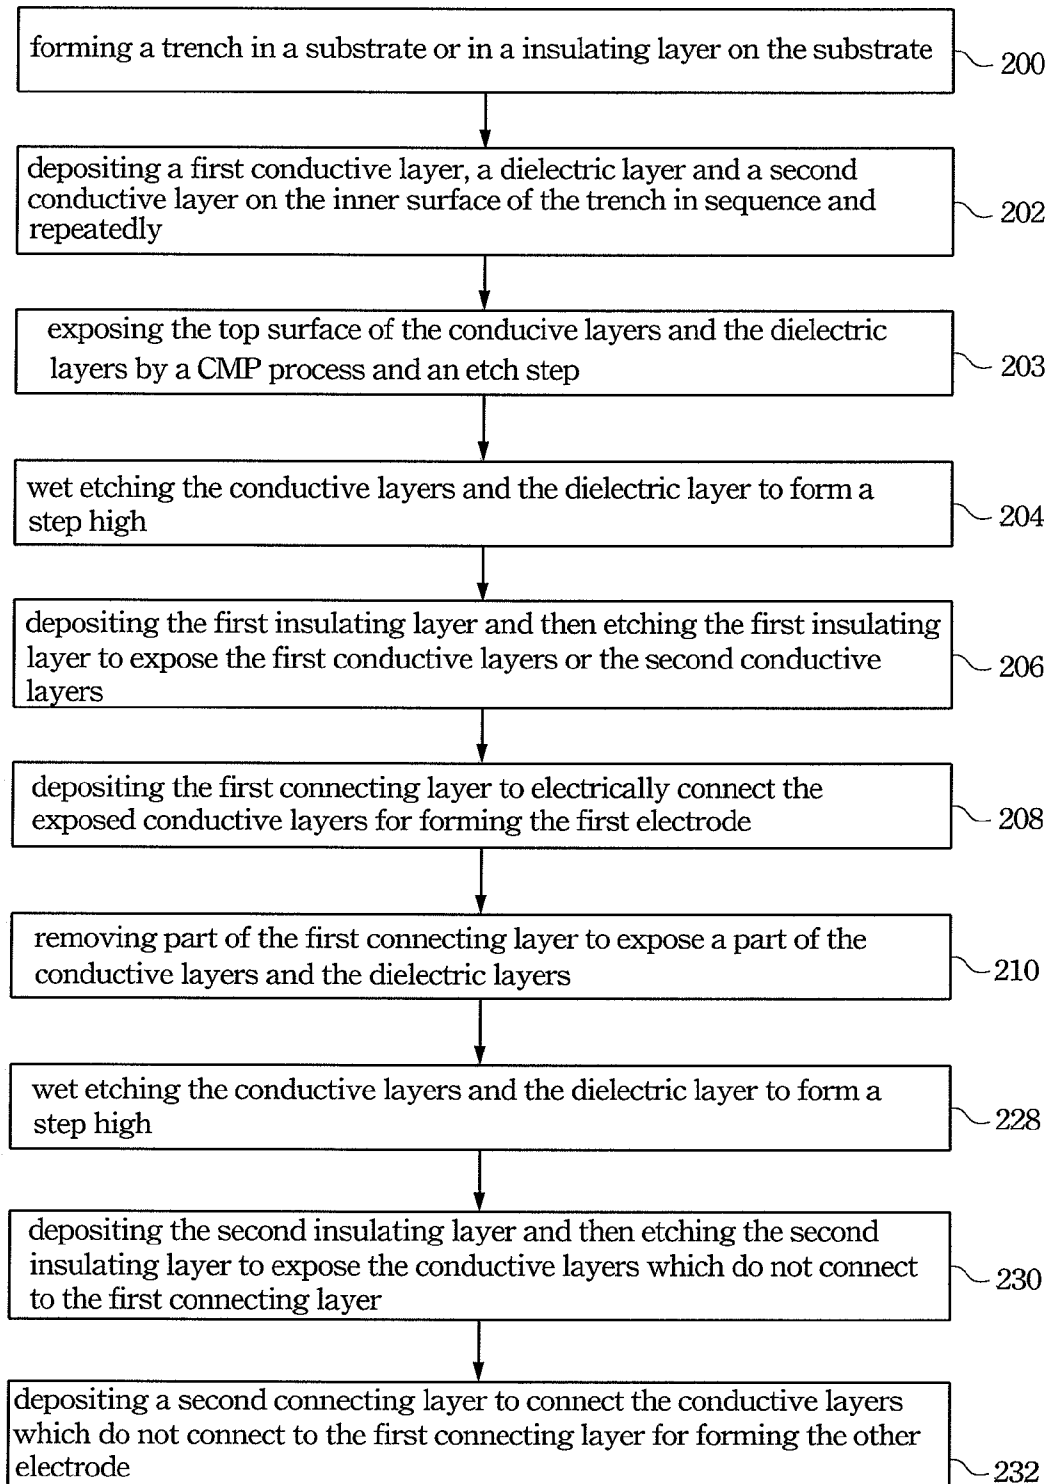 forming a trench in a substrate or in a insulating layer on the substrate
200
depositing a first conductive layer, a dielectric layer and a second
conductive layer on the inner surface of the trench in sequence and
repeatedly
202
exposing the top surface of the conducive layers and the dielectric
layers by a CMP process and an etch step
203
wet etching the conductive layers and the dielectric layer to form a
step high
204
depositing the first insulating layer and then etching the first insulating
layer to expose the first conductive layers or the second conductive
layers
206
depositing the first connecting layer to electrically connect the
exposed conductive layers for forming the first electrode
208
removing part of the first connecting layer to expose a part of the
conductive layers and the dielectric layers
210
wet etching the conductive layers and the dielectric layer to form a
step high
228
depositing the second insulating layer and then etching the second
insulating layer to expose the conductive layers which do not connect
to the first connecting layer
230
depositing a second connecting layer to connect the conductive layers
which do not connect to the first connecting layer for forming the other
electrode
232